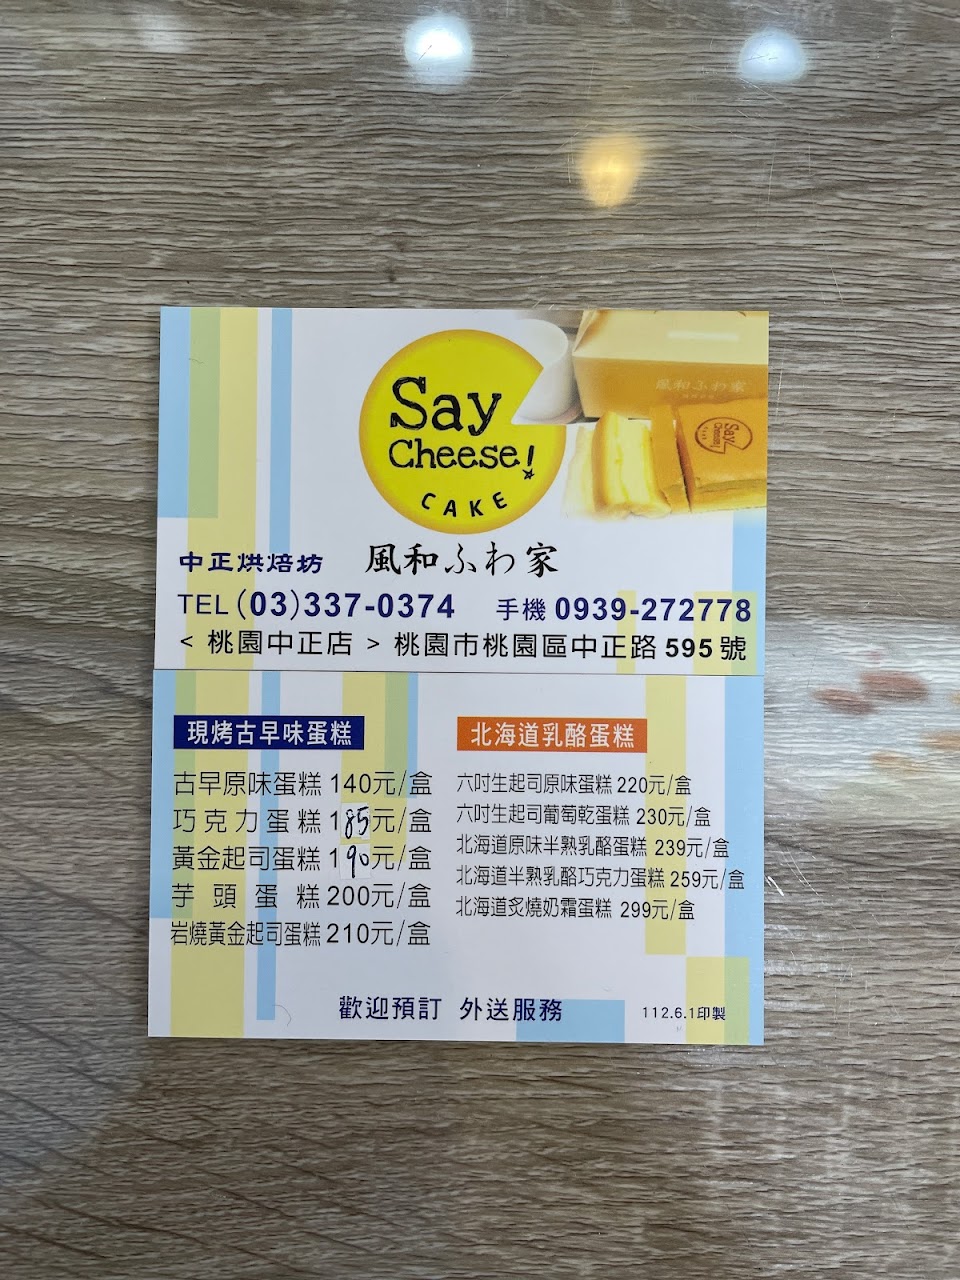 Say
Cheese!
CAKE
風和ふわ家
Say
Cheese!
中正烘焙坊 風和ふわ家
TEL (03)337-0374 手機 0939-272778
< 桃園中正店 > 桃園市桃園區中正路 595 號
現烤古早味蛋糕
古早原味蛋糕 140元/盒
巧克力蛋糕 185元/盒
黃金起司蛋糕 190元/盒
芋頭蛋糕 200元/盒
岩燒黃金起司蛋糕 210元/盒
北海道乳酪蛋糕
六吋生起司原味蛋糕 220元/盒
六吋生起司葡萄乾蛋糕 230元/盒
北海道原味半熟乳酪蛋糕 239元/盒
北海道半熟乳酪巧克力蛋糕 259元/盒
北海道炙燒奶霜蛋糕 299元/盒
歡迎預訂 外送服務
112.6.1印製